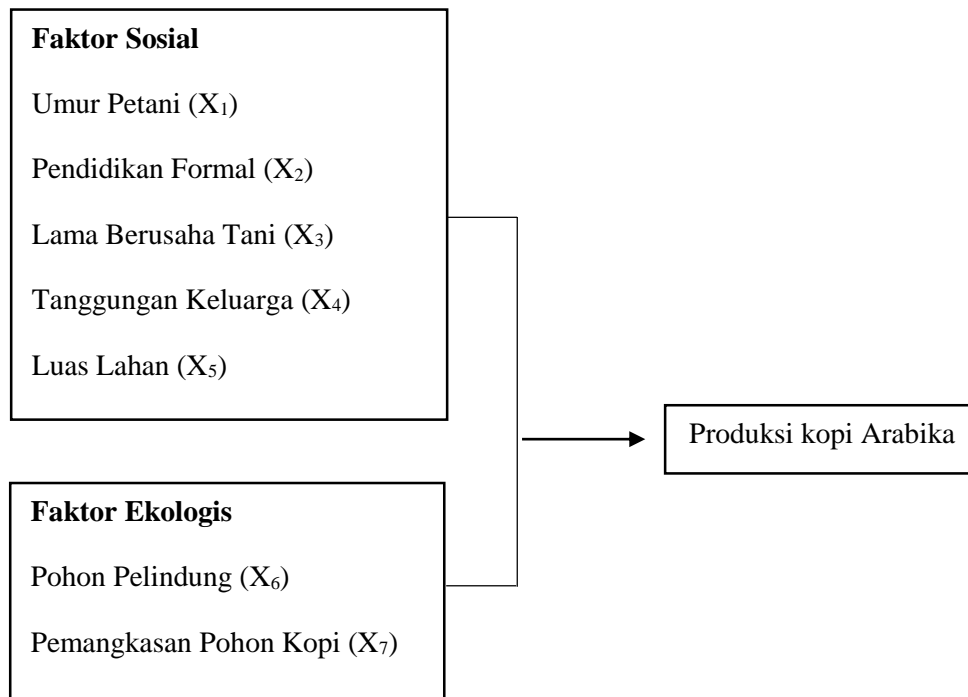 Faktor Sosial
Umur Petani (X₁)
Pendidikan Formal (X₂)
Lama Berusaha Tani (X₃)
Tanggungan Keluarga (X₄)
Luas Lahan (X₅)
Produksi kopi Arabika
Faktor Ekologis
Pohon Pelindung (X₆)
Pemangkasan Pohon Kopi (X₇)